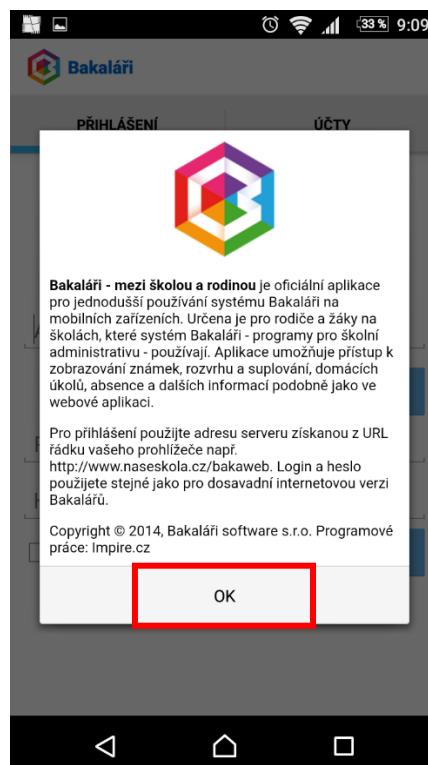 33 % 9:09
Bakaláři
PŘIHLÁŠENÍ ÚČTY
Bakaláři - mezi školou a rodinou je oficiální aplikace
pro jednodušší používání systému Bakaláři na
mobilních zařízeních. Určena je pro rodiče a žáky na
školách, které systém Bakaláři - programy pro školní
administrativu - používají. Aplikace umožňuje přístup k
zobrazování známek, rozvrhu a suplování, domácích
úkolů, absence a dalších informací podobně jako ve
webové aplikaci.
Pro přihlášení použijte adresu serveru získanou z URL
řádku vašeho prohlížeče např.
http://www.naseskola.cz/bakaweb. Login a heslo
použijete stejné jako pro dosavadní internetovou verzi
Bakalářů.
Copyright © 2014, Bakaláři software s.r.o. Programové
práce: Impire.cz
OK